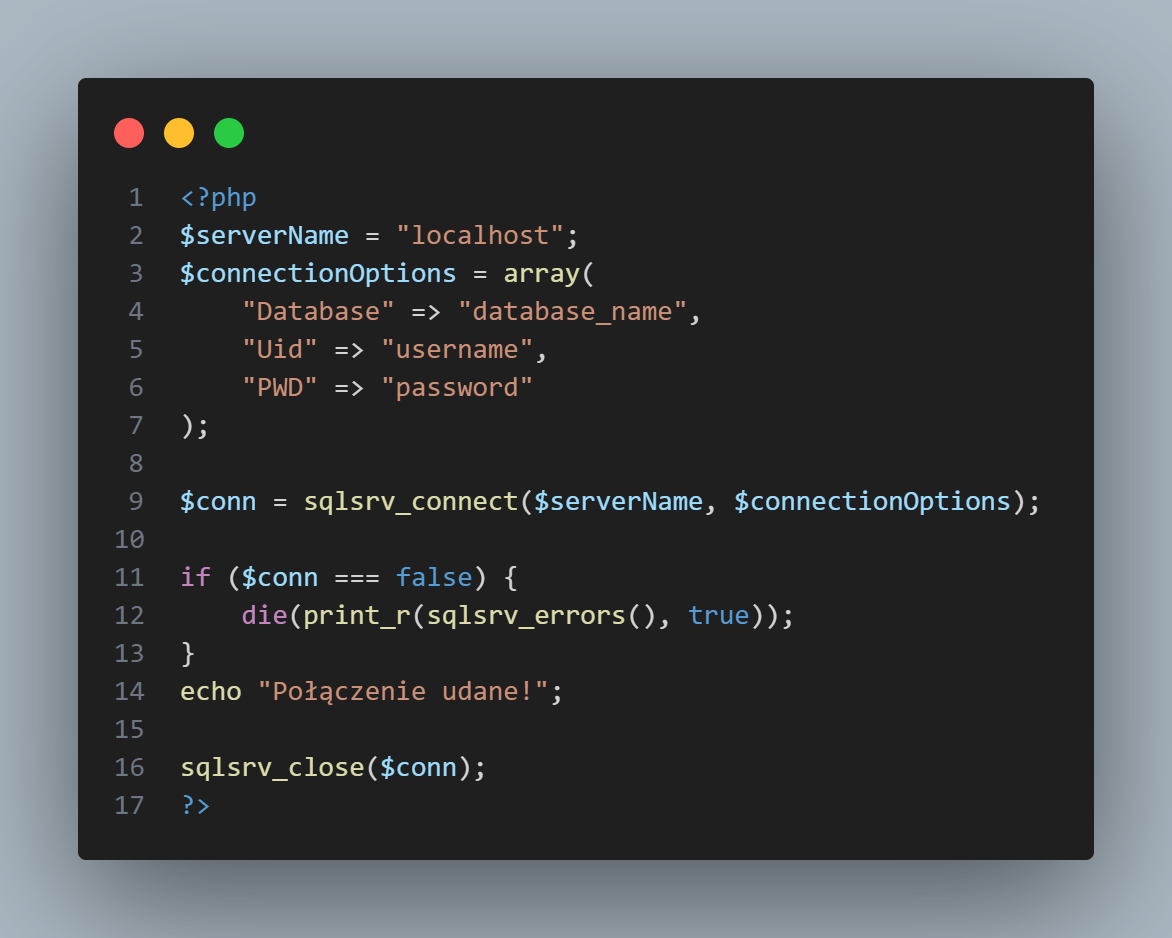 1 <?php
2 $serverName = "localhost";
3 $connectionOptions = array(
4     "Database" => "database_name",
5     "Uid" => "username",
6     "PWD" => "password"
7 );
8
9 $conn = sqlsrv_connect($serverName, $connectionOptions);
10
11 if ($conn === false) {
12     die(print_r(sqlsrv_errors(), true));
13 }
14 echo "Połączenie udane!";
15
16 sqlsrv_close($conn);
17 ?>